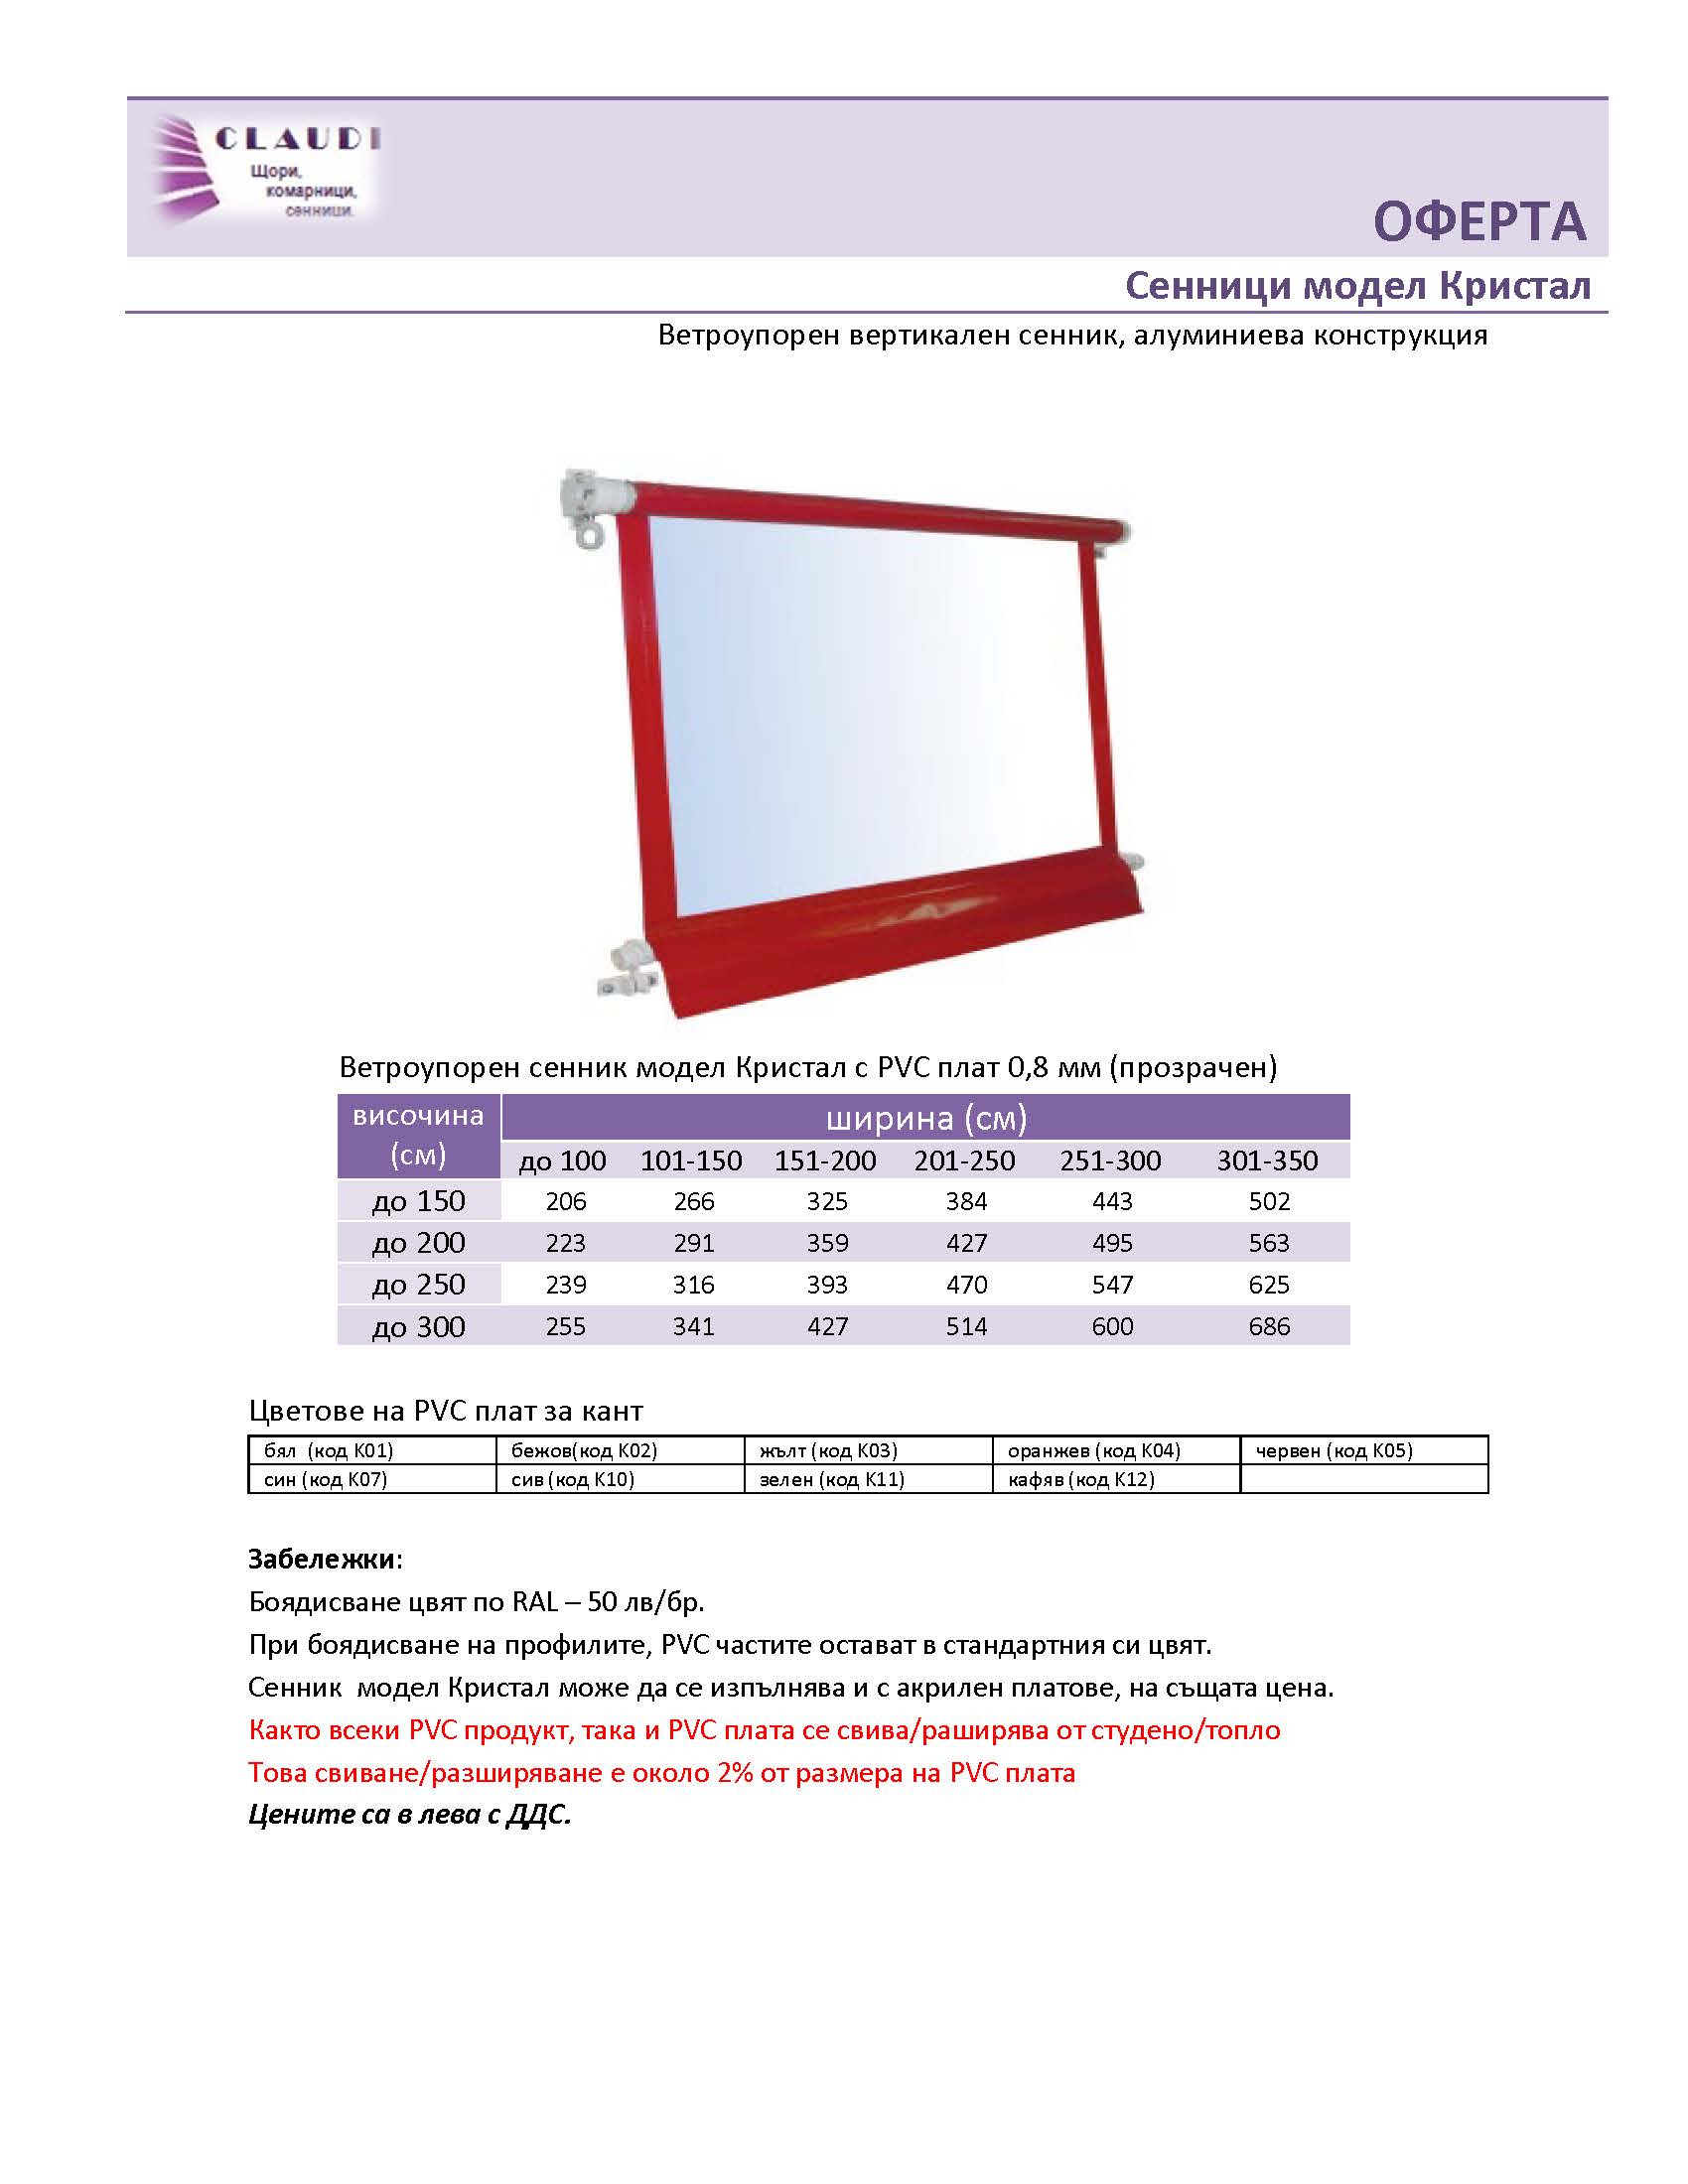 CLAUDI
Щори,
комарници,
сенници.
ОФЕРТА
Сенници модел Кристал
Ветроупорен вертикален сенник, алуминиева конструкция
Ветроупорен сенник модел Кристал с PVC плат 0,8 мм (прозрачен)
височина (см) ширина (см)
до 100 101-150 151-200 201-250 251-300 301-350
до 150 206 266 325 384 443 502
до 200 223 291 359 427 495 563
до 250 239 316 393 470 547 625
до 300 255 341 427 514 600 686
Цветове на PVC плат за кант
бял (код К01) бежов(код К02) жълт (код К03) оранжев (код К04) червен (код К05)
син (код К07) сив (код К10) зелен (код К11) кафяв (код К12)
Забележки:
Боядисване цвят по RAL – 50 лв/бр.
При боядисване на профилите, PVC частите остават в стандартния си цвят.
Сенник модел Кристал може да се изпълнява и с акрилен платове, на същата цена.
Както всеки PVC продукт, така и PVC плата се свива/раширява от студено/топло
Това свиване/разширяване е около 2% от размера на PVC плата
Цените са в лева с ДДС.